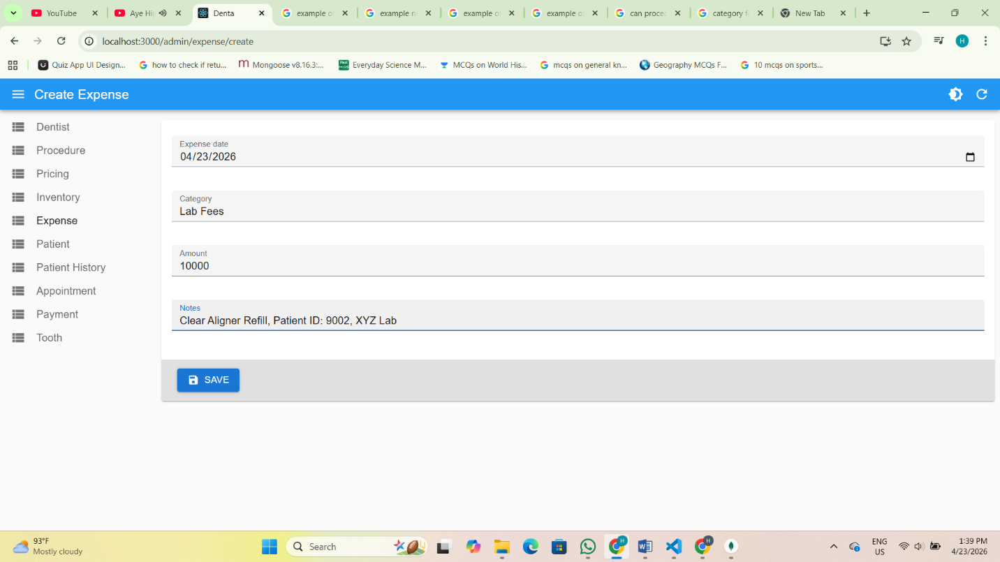 YouTube
Aye Hi
Denta
example o
example n
example o
example o
can proce
category f
New Tab
localhost:3000/admin/expense/create
H
Quiz App UI Design...
how to check if retu...
Mongoose v8.16.3:...
Everyday Science M...
MCQs on World His...
mcqs on general kn...
Geography MCQs F...
10 mcqs on sports...
Create Expense
Dentist
Procedure
Pricing
Inventory
Expense
Patient
Patient History
Appointment
Payment
Tooth
Expense date
04/23/2026
Category
Lab Fees
Amount
10000
Notes
Clear Aligner Refill, Patient ID: 9002, XYZ Lab
SAVE
93°F
Mostly cloudy
Search
ENG
US
1:39 PM
4/23/2026